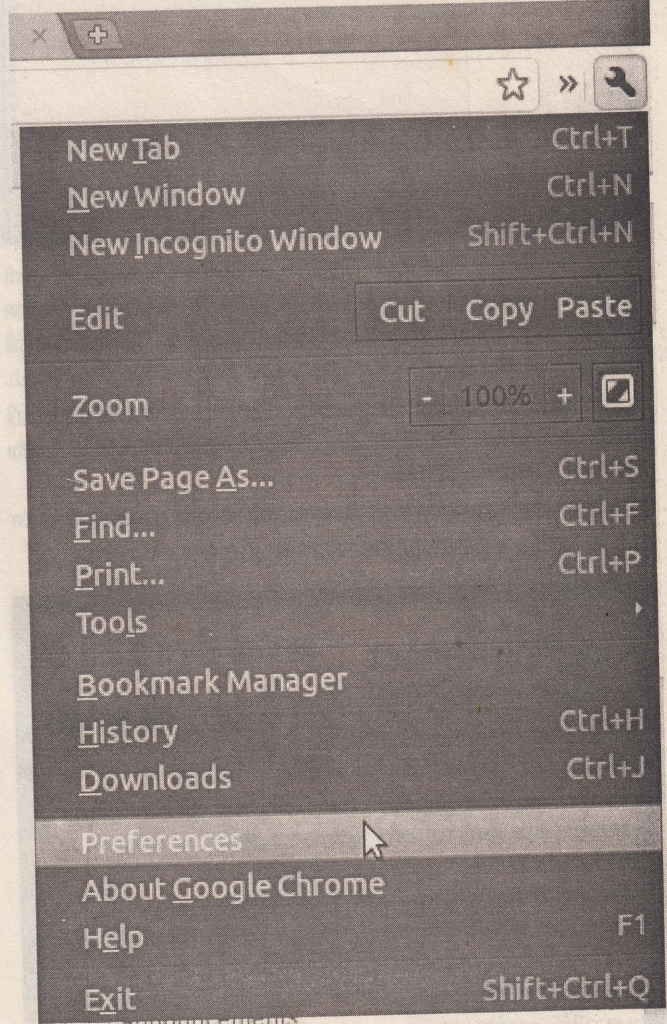 New Tab Ctrl+T
New Window Ctrl+N
New Incognito Window Shift+Ctrl+N
Edit Cut Copy Paste
Zoom - 100% +
Save Page As... Ctrl+S
Find... Ctrl+F
Print... Ctrl+P
Tools
Bookmark Manager
History Ctrl+H
Downloads Ctrl+J
Preferences
About Google Chrome
Help F1
Exit Shift+Ctrl+Q